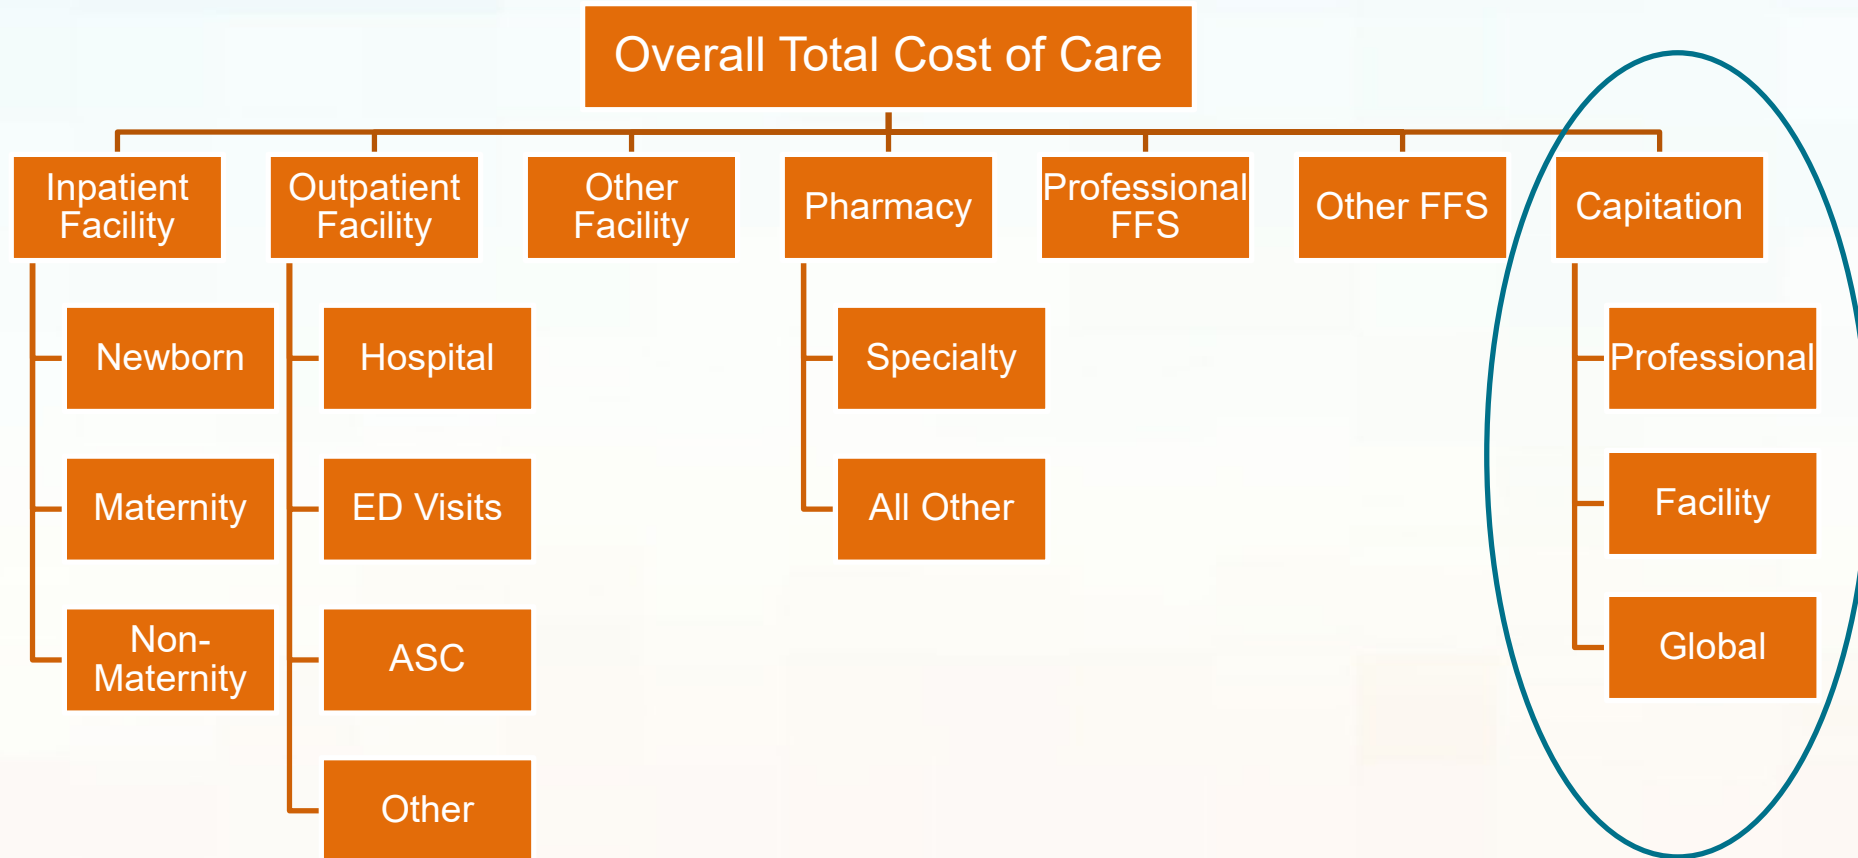 Overall Total Cost of Care
Inpatient
Facility
Outpatient
Facility
Other
Facility
Pharmacy
Professional
FFS
Other FFS
Capitation
Newborn
Maternity
Non-
Maternity
Hospital
ED Visits
ASC
Other
Specialty
All Other
Professional
Facility
Global